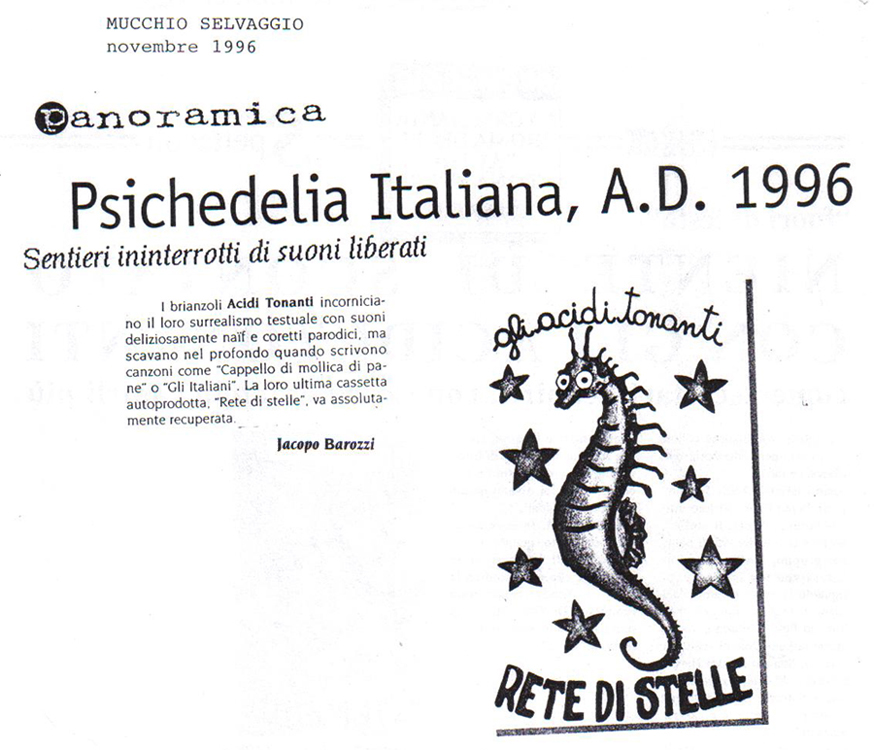 MUCCHIO SELVAGGIO
novembre 1996
panoramica
Psichedelia Italiana, A.D. 1996
Sentieri ininterrotti di suoni liberati
I brianzoli Acidi Tonanti incornicia-
no il loro surrealismo testuale con suoni
deliziosamente naïf e coretti parodici, ma
scavano nel profondo quando scrivono
canzoni come "Cappello di mollica di pa-
ne" o "Gli Italiani". La loro ultima cassetta
autoprodotta, "Rete di stelle", va assoluta-
mente recuperata.
Jacopo Barozzi
gli acidi tonanti
RETE DI STELLE